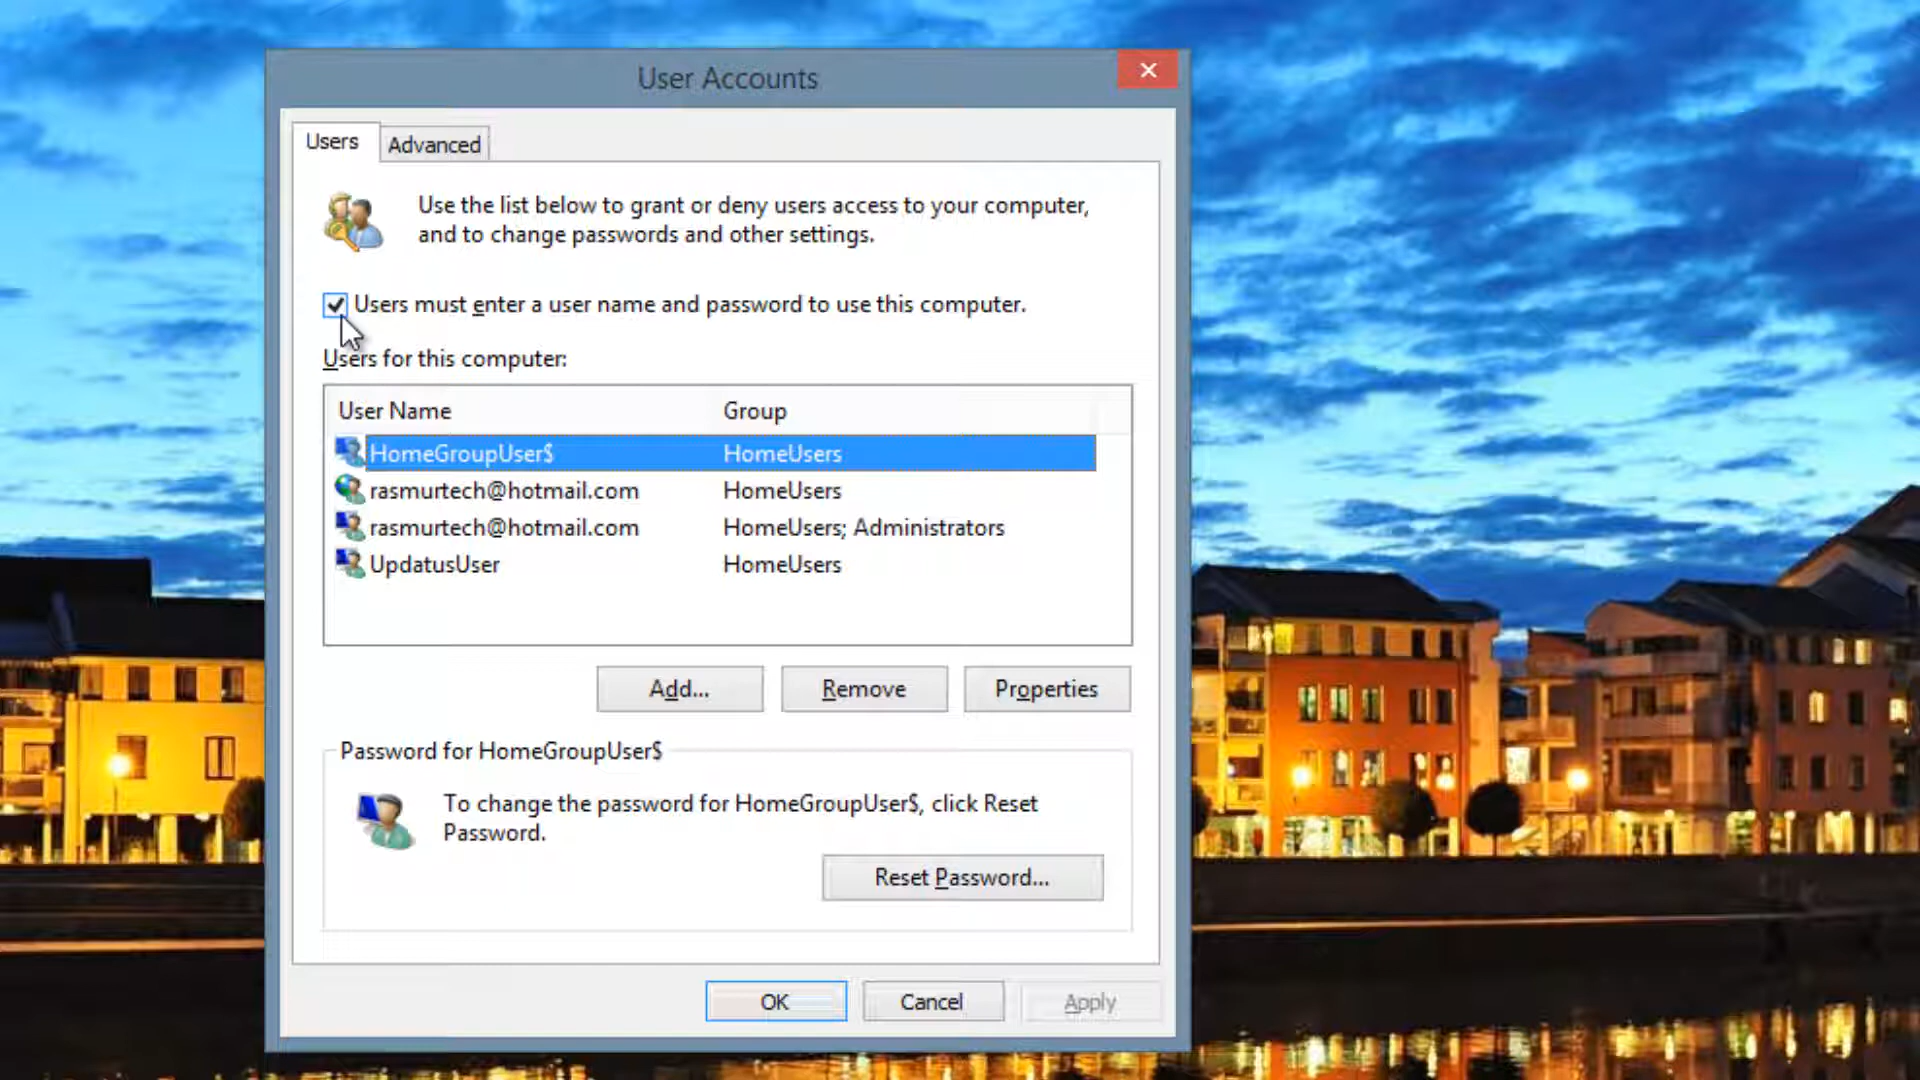 User Accounts
Users
Advanced
Use the list below to grant or deny users access to your computer,
and to change passwords and other settings.
Users must enter a user name and password to use this computer.
Users for this computer:
User Name Group
HomeGroupUser$ HomeUsers
rasmurtech@hotmail.com HomeUsers
rasmurtech@hotmail.com HomeUsers; Administrators
UpdatusUser HomeUsers
Add... Remove Properties
Password for HomeGroupUser$
To change the password for HomeGroupUser$, click Reset
Password.
Reset Password...
OK Cancel Apply